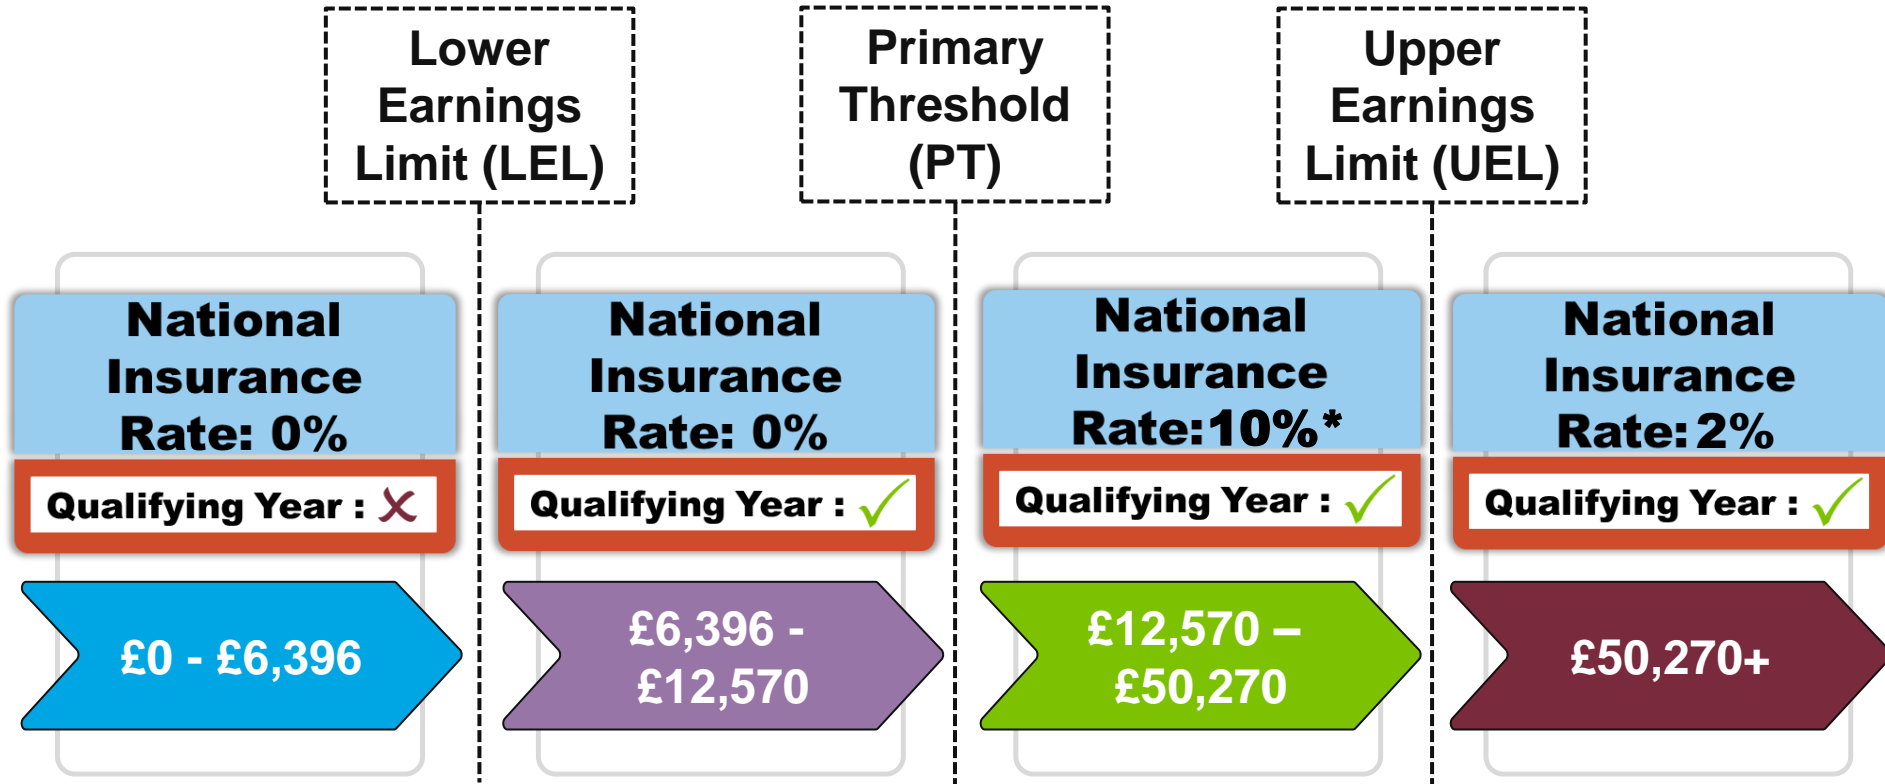 Lower
Earnings
Limit (LEL)
Primary
Threshold
(PT)
Upper
Earnings
Limit (UEL)
National
Insurance
Rate: 0%
Qualifying Year : ✗
£0 - £6,396
National
Insurance
Rate: 0%
Qualifying Year : ✓
£6,396 -
£12,570
National
Insurance
Rate: 10%*
Qualifying Year : ✓
£12,570 –
£50,270
National
Insurance
Rate: 2%
Qualifying Year : ✓
£50,270+